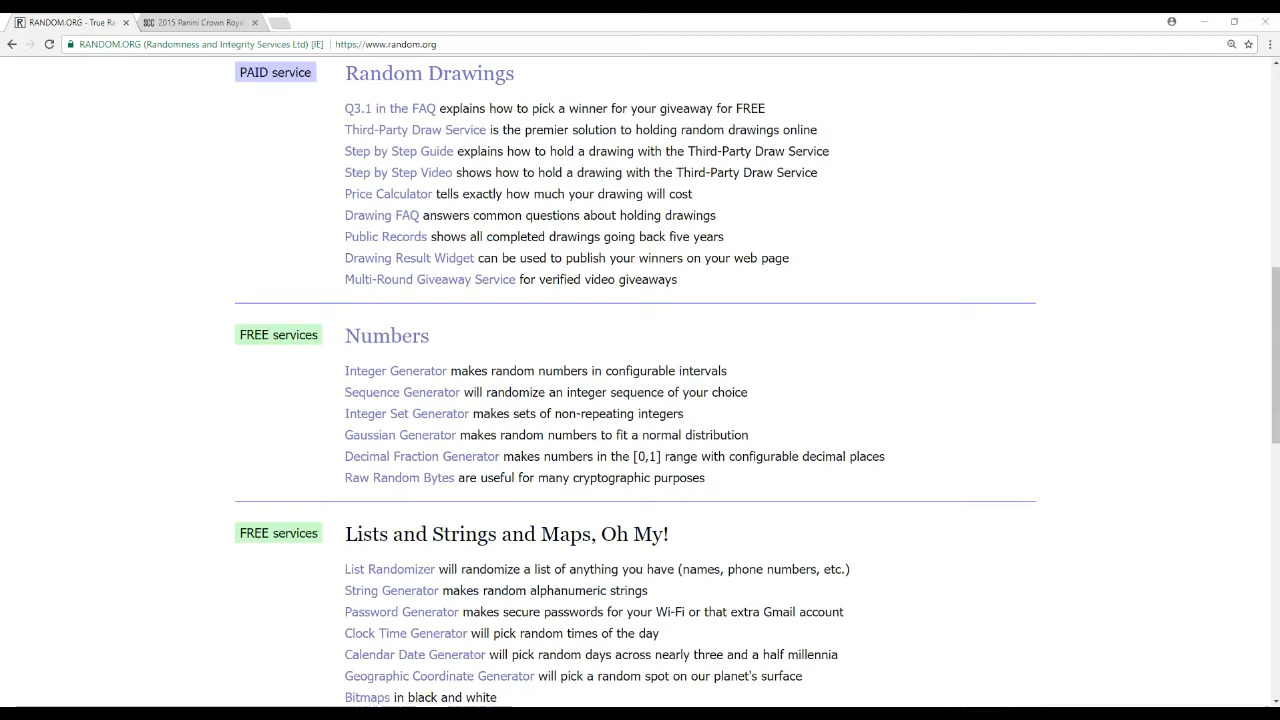 RANDOM.ORG - True Ra
2015 Panini Crown Roya
RANDOM.ORG (Randomness and Integrity Services Ltd) [IE]
https://www.random.org
PAID service
Random Drawings
Q3.1 in the FAQ explains how to pick a winner for your giveaway for FREE
Third-Party Draw Service is the premier solution to holding random drawings online
Step by Step Guide explains how to hold a drawing with the Third-Party Draw Service
Step by Step Video shows how to hold a drawing with the Third-Party Draw Service
Price Calculator tells exactly how much your drawing will cost
Drawing FAQ answers common questions about holding drawings
Public Records shows all completed drawings going back five years
Drawing Result Widget can be used to publish your winners on your web page
Multi-Round Giveaway Service for verified video giveaways
FREE services
Numbers
Integer Generator makes random numbers in configurable intervals
Sequence Generator will randomize an integer sequence of your choice
Integer Set Generator makes sets of non-repeating integers
Gaussian Generator makes random numbers to fit a normal distribution
Decimal Fraction Generator makes numbers in the [0,1] range with configurable decimal places
Raw Random Bytes are useful for many cryptographic purposes
FREE services
Lists and Strings and Maps, Oh My!
List Randomizer will randomize a list of anything you have (names, phone numbers, etc.)
String Generator makes random alphanumeric strings
Password Generator makes secure passwords for your Wi-Fi or that extra Gmail account
Clock Time Generator will pick random times of the day
Calendar Date Generator will pick random days across nearly three and a half millennia
Geographic Coordinate Generator will pick a random spot on our planet's surface
Bitmaps in black and white